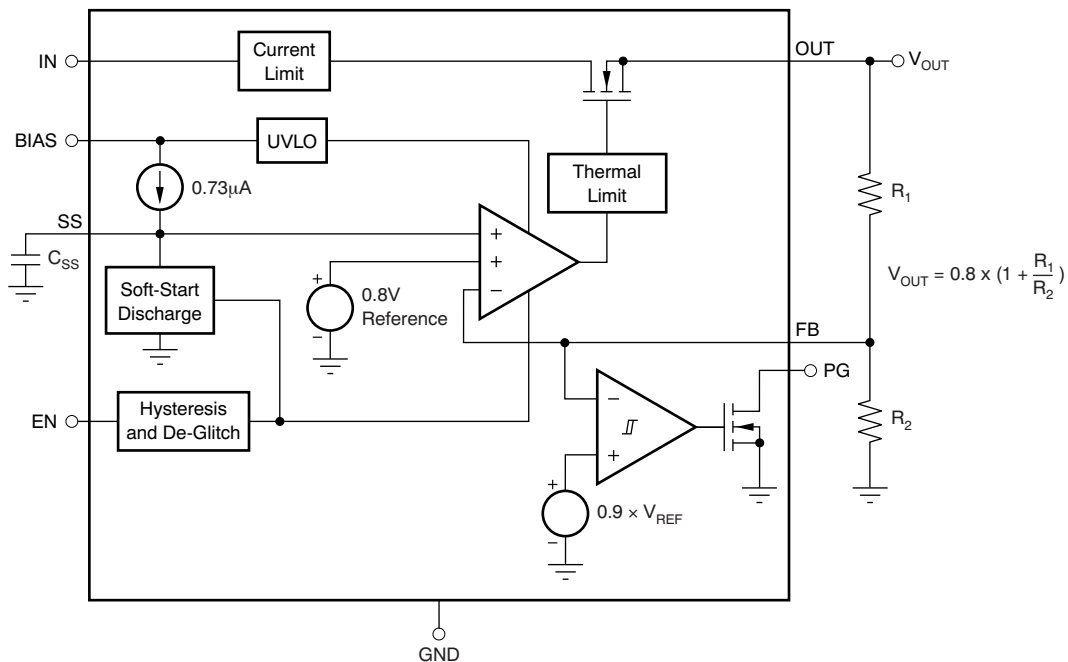 IN
Current
Limit
OUT
V_OUT
BIAS
UVLO
Thermal
Limit
0.73μA
R_1
SS
C_SS
+
+
−
+
−
0.8V
Reference
Soft-Start
Discharge
V_OUT = 0.8 x (1 + R_1/R_2)
FB
PG
EN
Hysteresis
and De-Glitch
−
+
R_2
+
−
0.9 × V_REF
GND